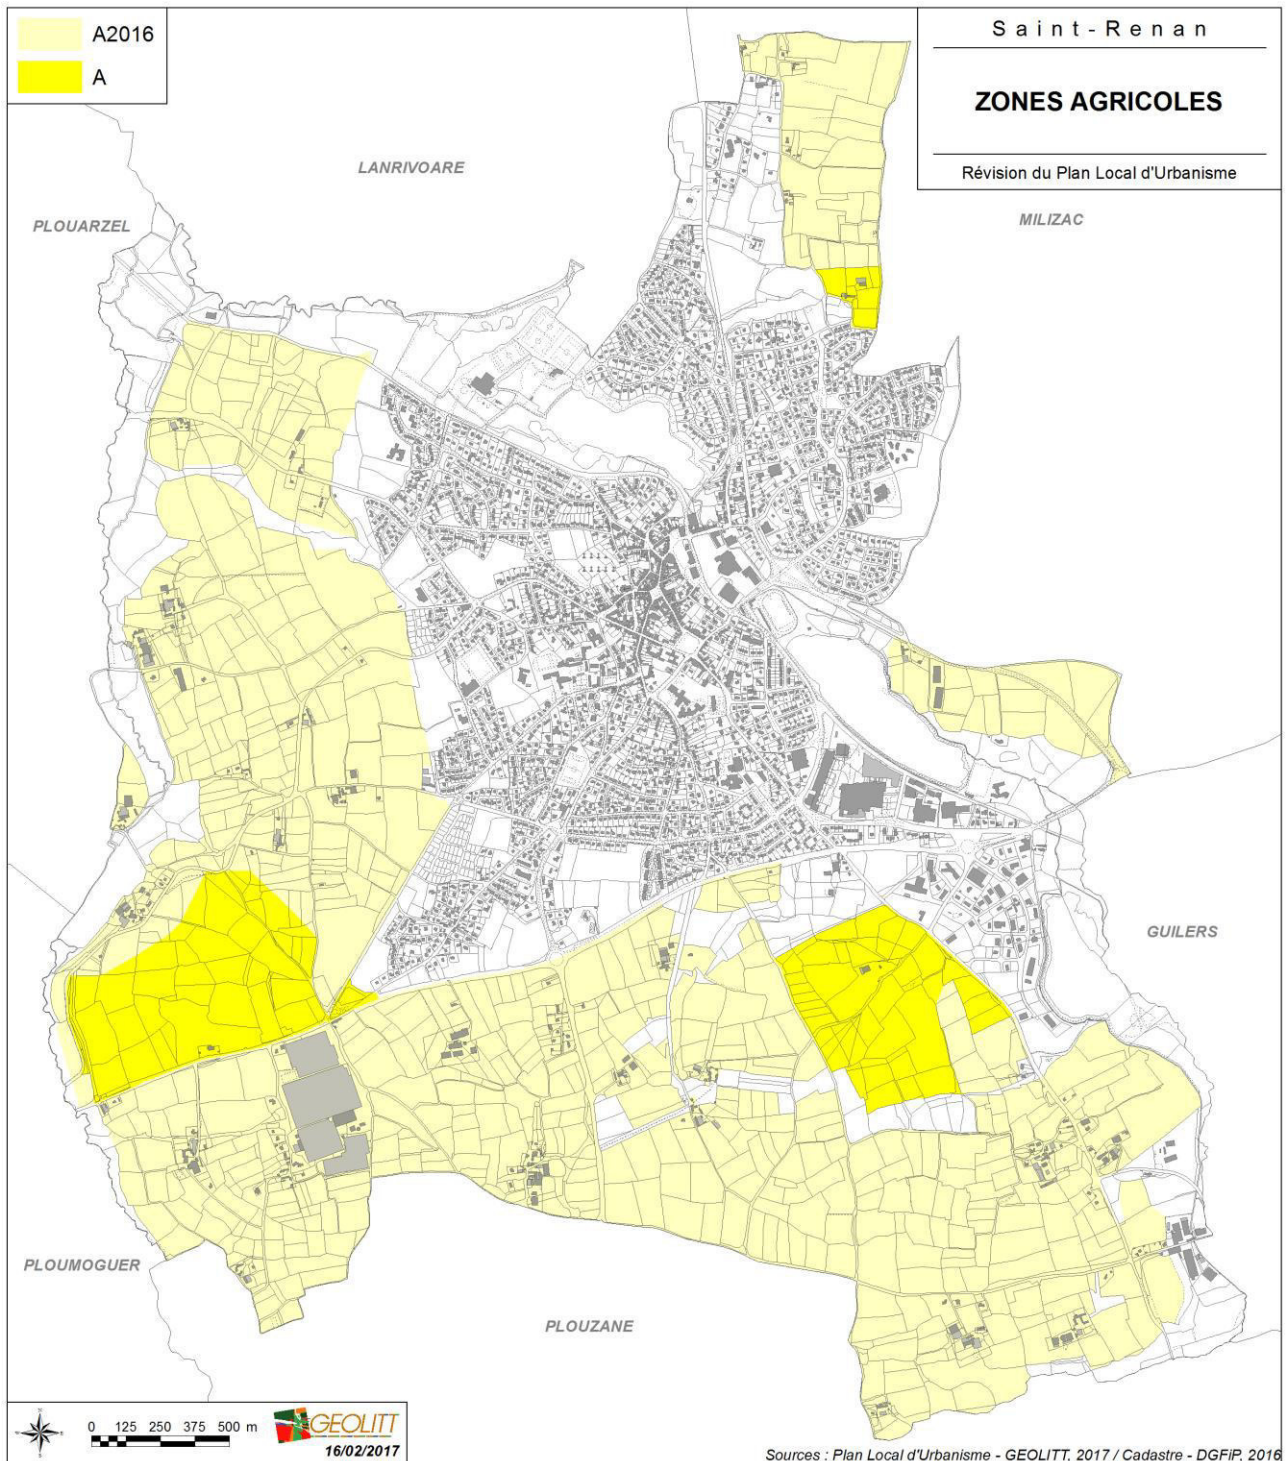 A2016
A
Saint-Renan
ZONES AGRICOLES
Révision du Plan Local d'Urbanisme
LANRIVOARE
PLOUARZEL
MILIZAC
GUILERS
PLOUMOGUER
PLOUZANE
0 125 250 375 500 m
GEOLITT
16/02/2017
Sources : Plan Local d'Urbanisme - GEOLITT, 2017 / Cadastre - DGFiP, 2016